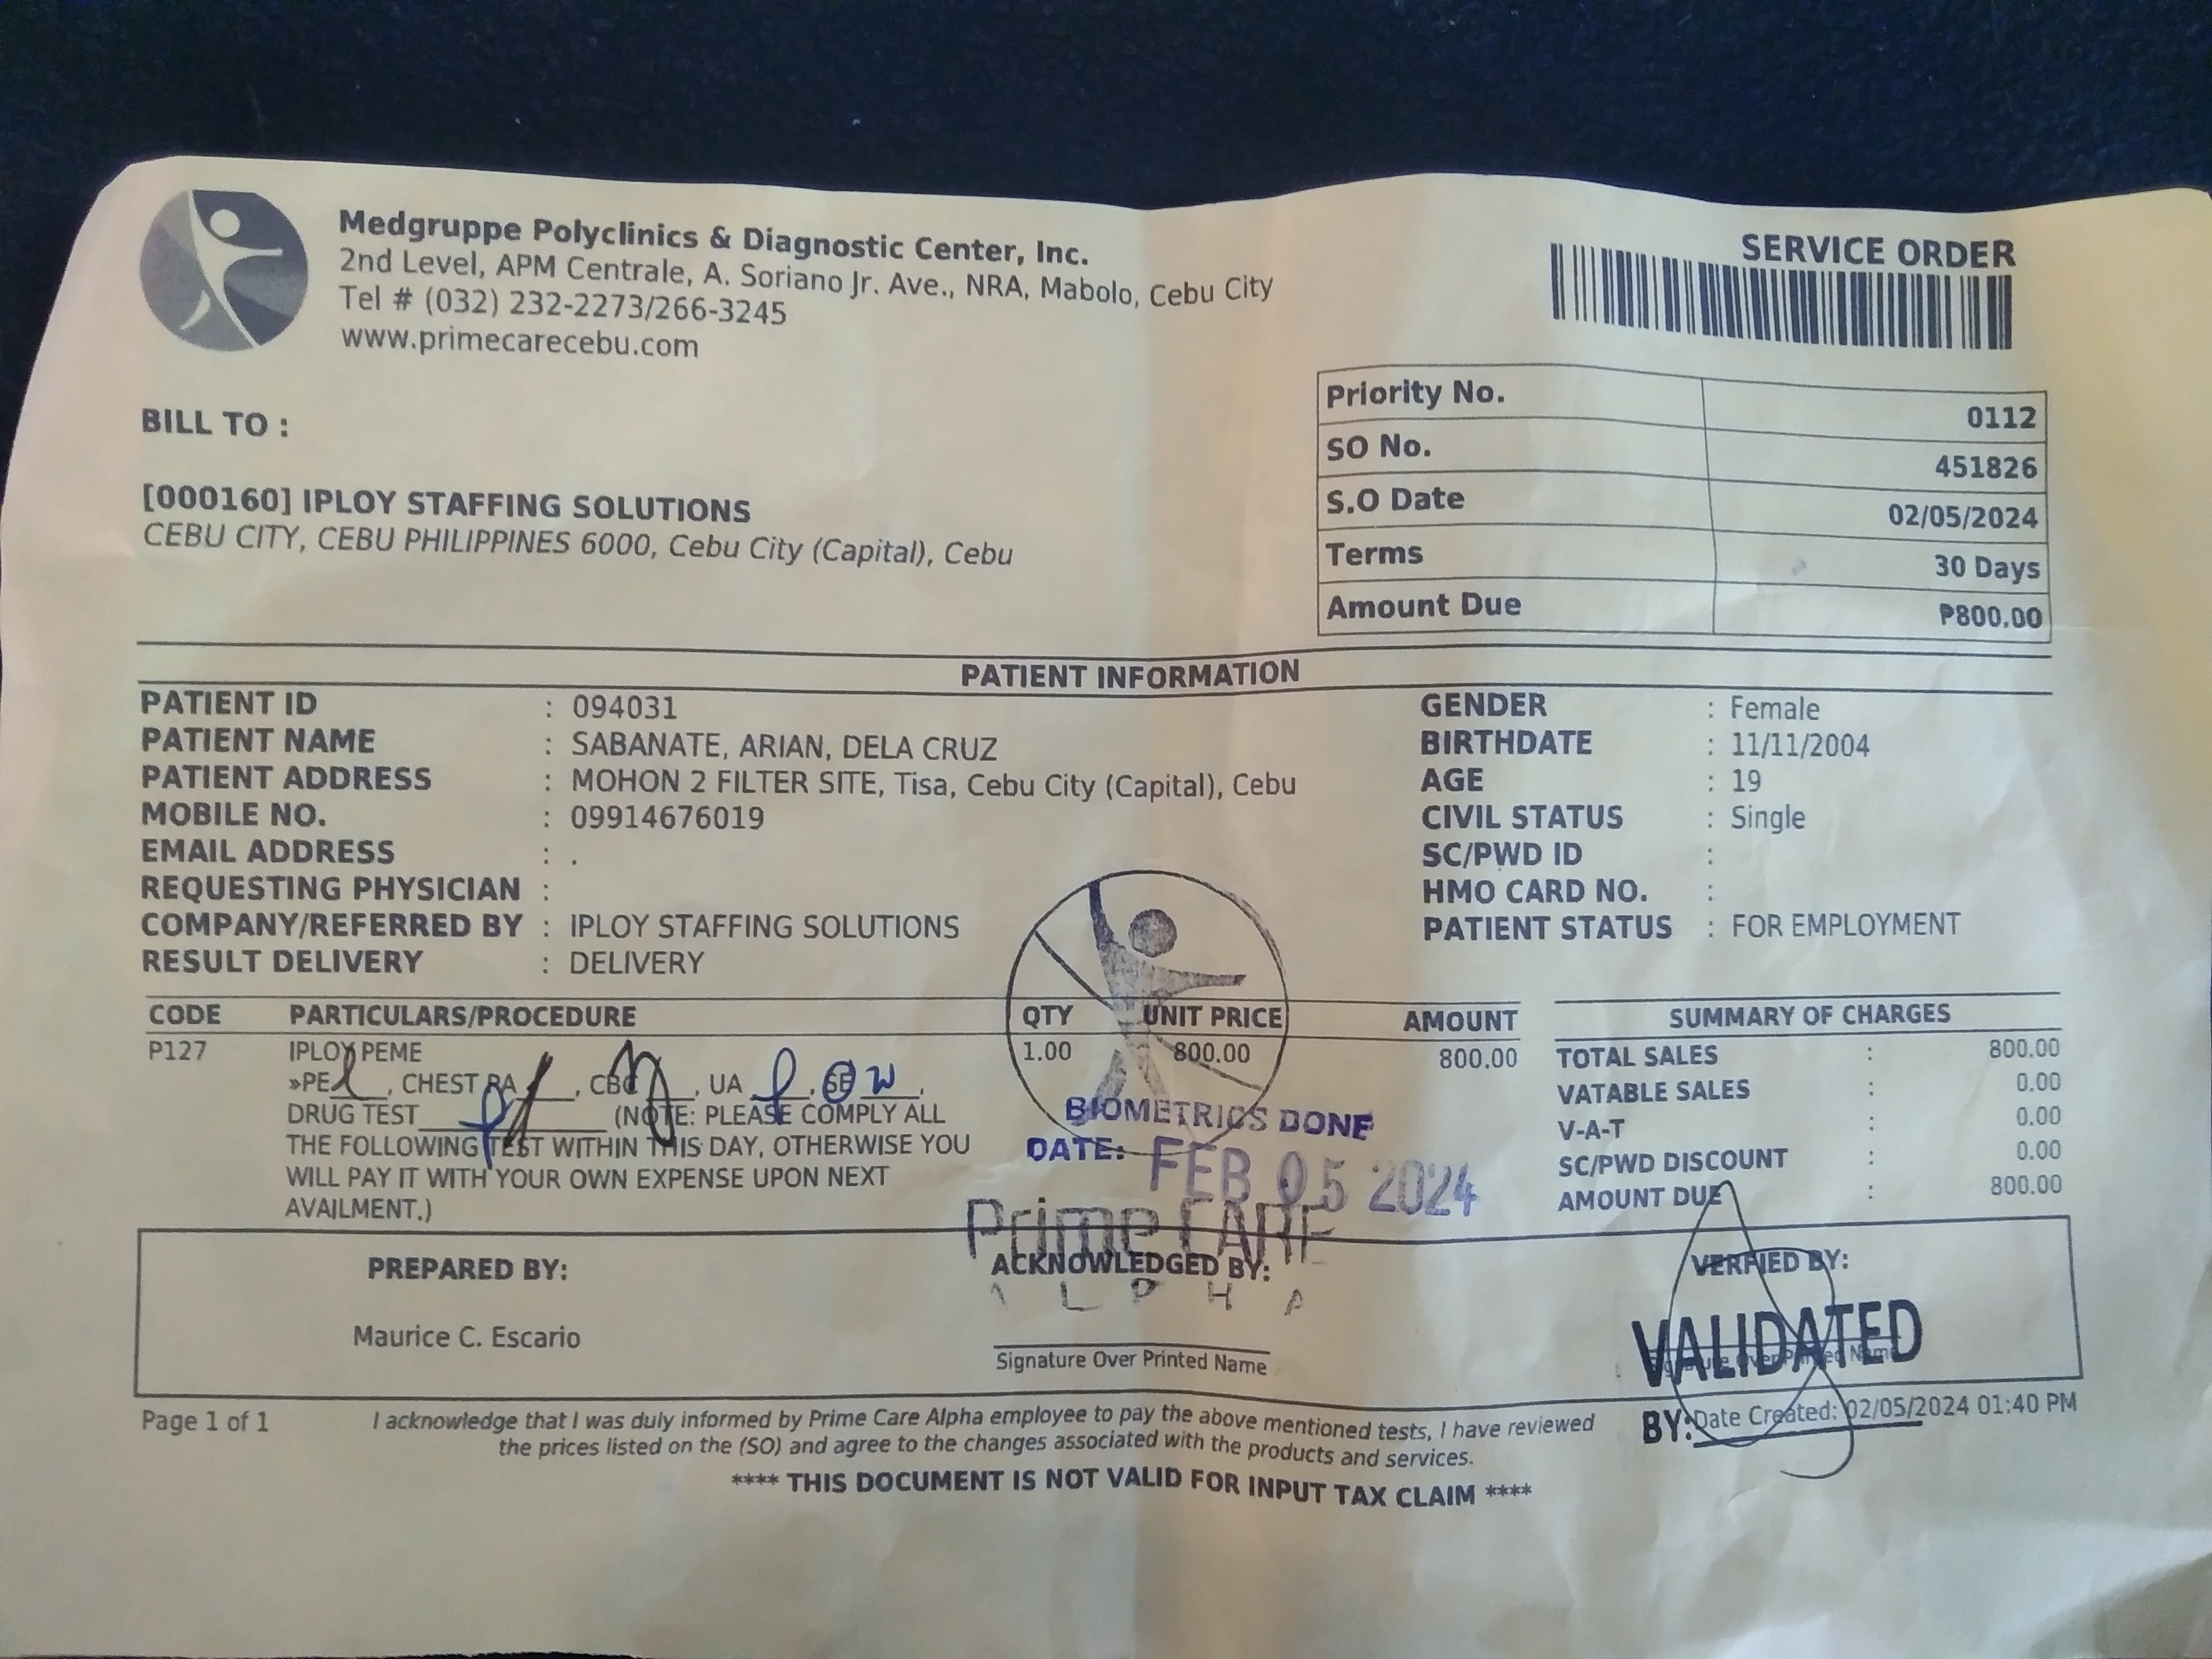 Medgruppe Polyclinics & Diagnostic Center, Inc.
2nd Level, APM Centrale, A. Soriano Jr. Ave., NRA, Mabolo, Cebu City
Tel # (032) 232-2273/266-3245
www.primecarecebu.com
SERVICE ORDER
BILL TO :
[000160] IPLOY STAFFING SOLUTIONS
CEBU CITY, CEBU PHILIPPINES 6000, Cebu City (Capital), Cebu
Priority No. 0112
SO No. 451826
S.O Date 02/05/2024
Terms 30 Days
Amount Due ₱800.00
PATIENT INFORMATION
PATIENT ID : 094031
PATIENT NAME : SABANATE, ARIAN, DELA CRUZ
PATIENT ADDRESS : MOHON 2 FILTER SITE, Tisa, Cebu City (Capital), Cebu
MOBILE NO. : 09914676019
EMAIL ADDRESS : .
REQUESTING PHYSICIAN :
COMPANY/REFERRED BY : IPLOY STAFFING SOLUTIONS
RESULT DELIVERY : DELIVERY
GENDER : Female
BIRTHDATE : 11/11/2004
AGE : 19
CIVIL STATUS : Single
SC/PWD ID :
HMO CARD NO. :
PATIENT STATUS : FOR EMPLOYMENT
CODE PARTICULARS/PROCEDURE QTY UNIT PRICE AMOUNT
P127 IPLOY PEME 1.00 800.00 800.00
»PE____, CHEST PA____, CBC____, UA____, SE____,
DRUG TEST____________ (NOTE: PLEASE COMPLY ALL
THE FOLLOWING TEST WITHIN THIS DAY, OTHERWISE YOU
WILL PAY IT WITH YOUR OWN EXPENSE UPON NEXT
AVAILMENT.)
SUMMARY OF CHARGES
TOTAL SALES : 800.00
VATABLE SALES : 0.00
V-A-T : 0.00
SC/PWD DISCOUNT : 0.00
AMOUNT DUE : 800.00
BIOMETRICS DONE
DATE: FEB 05 2024
Prime CARE
ALPHA
PREPARED BY:
Maurice C. Escario
ACKNOWLEDGED BY:
Signature Over Printed Name
VERFIED BY:
VALIDATED
Signature Over Printed Name
BY:
Page 1 of 1
Date Created: 02/05/2024 01:40 PM
I acknowledge that I was duly informed by Prime Care Alpha employee to pay the above mentioned tests, I have reviewed
the prices listed on the (SO) and agree to the changes associated with the products and services.
**** THIS DOCUMENT IS NOT VALID FOR INPUT TAX CLAIM ****